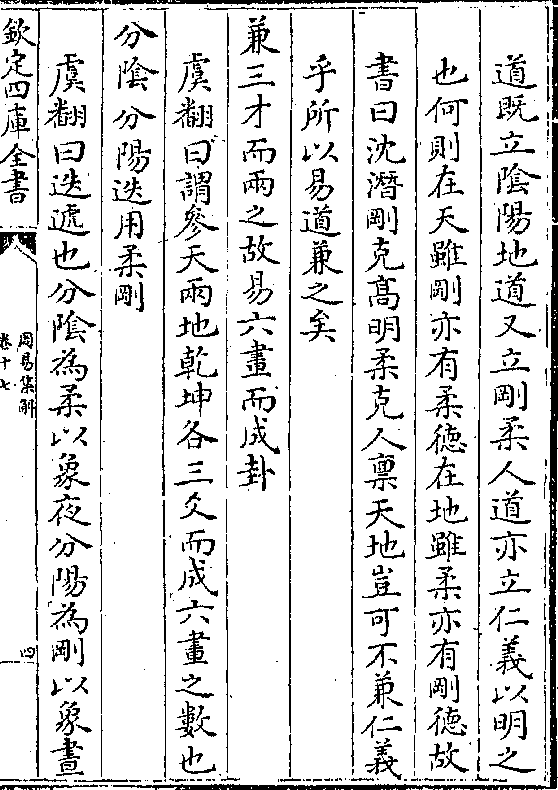 道既立陰陽地道又立剛柔人道亦立仁義以明之
也何則在天雖剛亦有柔德在地雖柔亦有剛德故
書曰沈潛剛克髙明柔克人禀天地豈可不兼仁義
乎所以易道兼之矣
兼三才而兩之故易六畫而成卦
虞翻曰謂參天兩地乾坤各三爻而成六畫之數也
分陰分陽迭用柔剛
虞翻曰迭遞也分陰為柔以象夜分陽為剛以象晝
欽定四庫全書
周易集解
卷十七
四